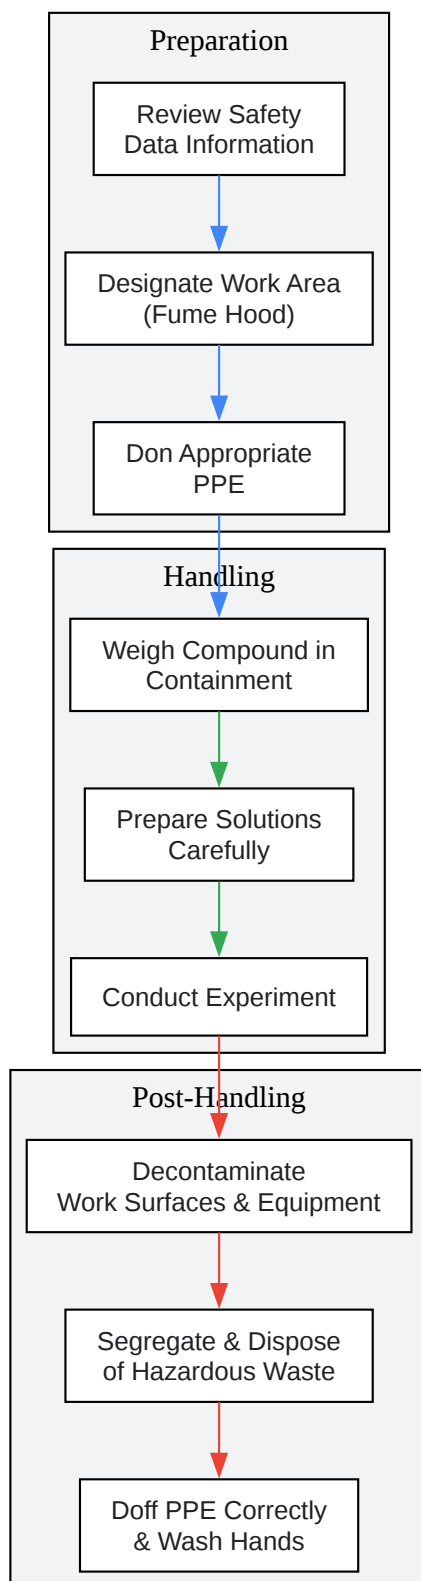 Preparation
Review Safety
Data Information
Designate Work Area
(Fume Hood)
Don Appropriate
PPE
Handling
Weigh Compound in
Containment
Prepare Solutions
Carefully
Conduct Experiment
Post-Handling
Decontaminate
Work Surfaces & Equipment
Segregate & Dispose
of Hazardous Waste
Doff PPE Correctly
& Wash Hands